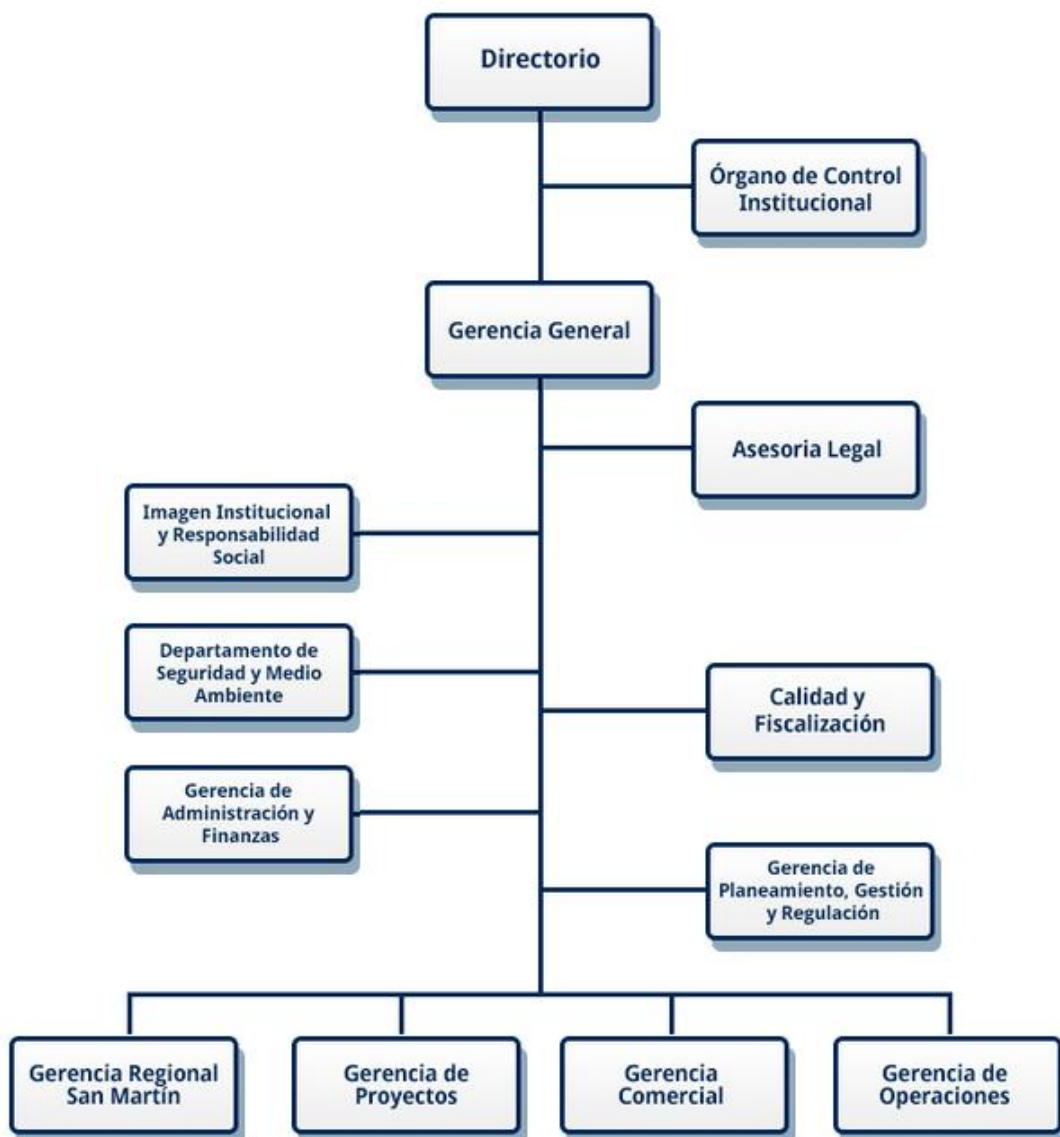 Directorio
Órgano de Control
Institucional
Gerencia General
Asesoria Legal
Imagen Institucional
y Responsabilidad
Social
Departamento de
Seguridad y Medio
Ambiente
Calidad y
Fiscalización
Gerencia de
Administración y
Finanzas
Gerencia de
Planeamiento, Gestión
y Regulación
Gerencia Regional
San Martín
Gerencia de
Proyectos
Gerencia
Comercial
Gerencia de
Operaciones